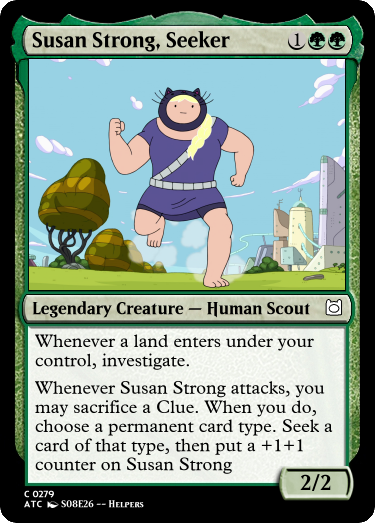 Susan Strong, Seeker 1
Legendary Creature — Human Scout
Whenever a land enters under your
control, investigate.
Whenever Susan Strong attacks, you
may sacrifice a Clue. When you do,
choose a permanent card type. Seek a
card of that type, then put a +1+1
counter on Susan Strong
2/2
C 0279
ATC S08E26 -- Helpers